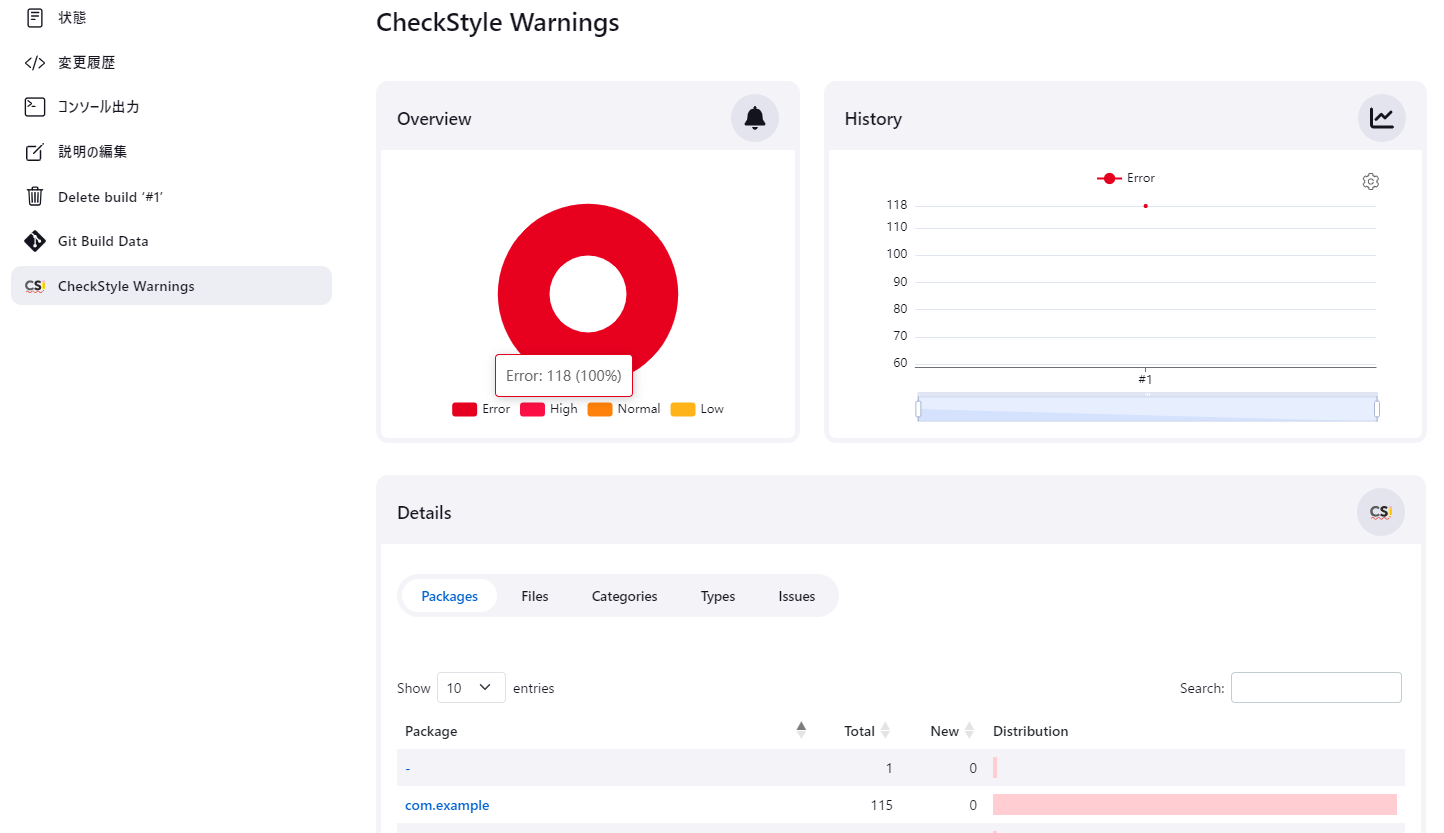 状態
変更履歴
コンソール出力
説明の編集
Delete build ‘#1’
Git Build Data
CS!
CheckStyle Warnings
CheckStyle Warnings
Overview
Error: 118 (100%)
Error High Normal Low
History
Error
118
110
100
90
80
70
60
#1
Details
CS!
Packages Files Categories Types Issues
Show 10 entries Search:
Package Total New Distribution
- 1 0
com.example 115 0